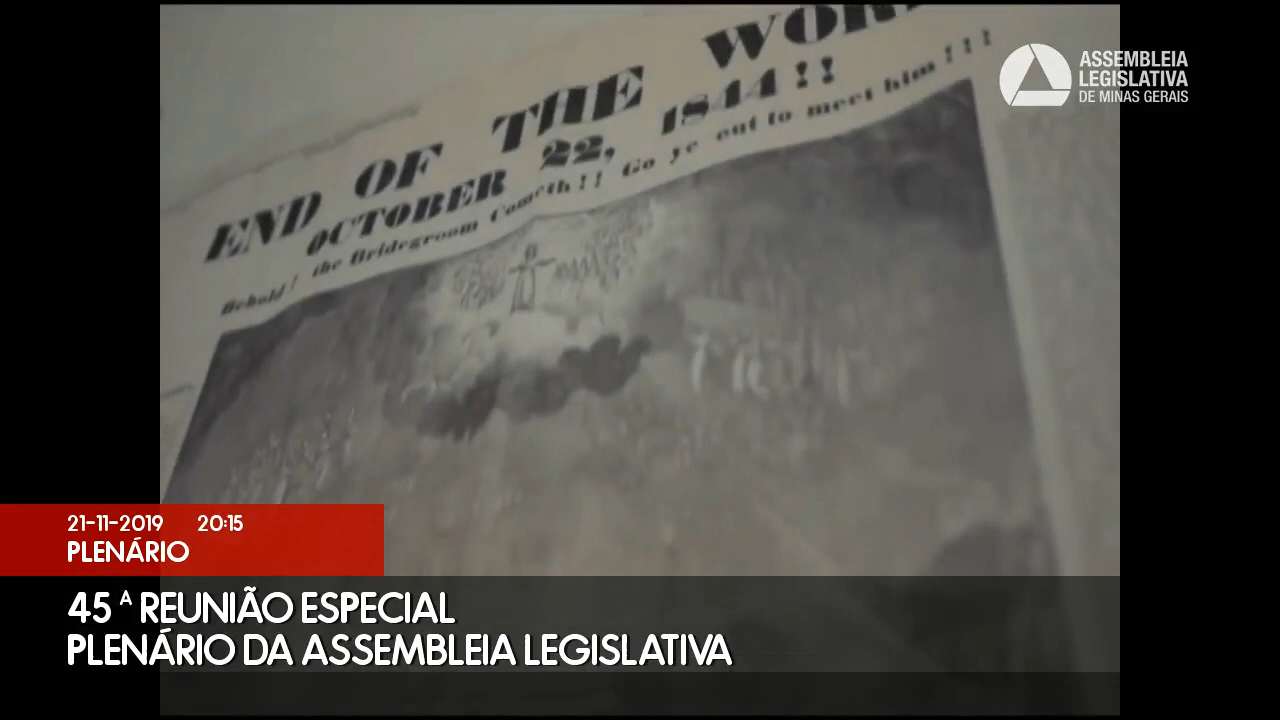 END OF THE WOR
OCTOBER 22, 1844!!
Behold! the Bridegroom Cometh!! Go ye out to meet him!!!
ASSEMBLEIA
LEGISLATIVA
DE MINAS GERAIS
21-11-2019 20:15
PLENÁRIO
45ª REUNIÃO ESPECIAL
PLENÁRIO DA ASSEMBLEIA LEGISLATIVA